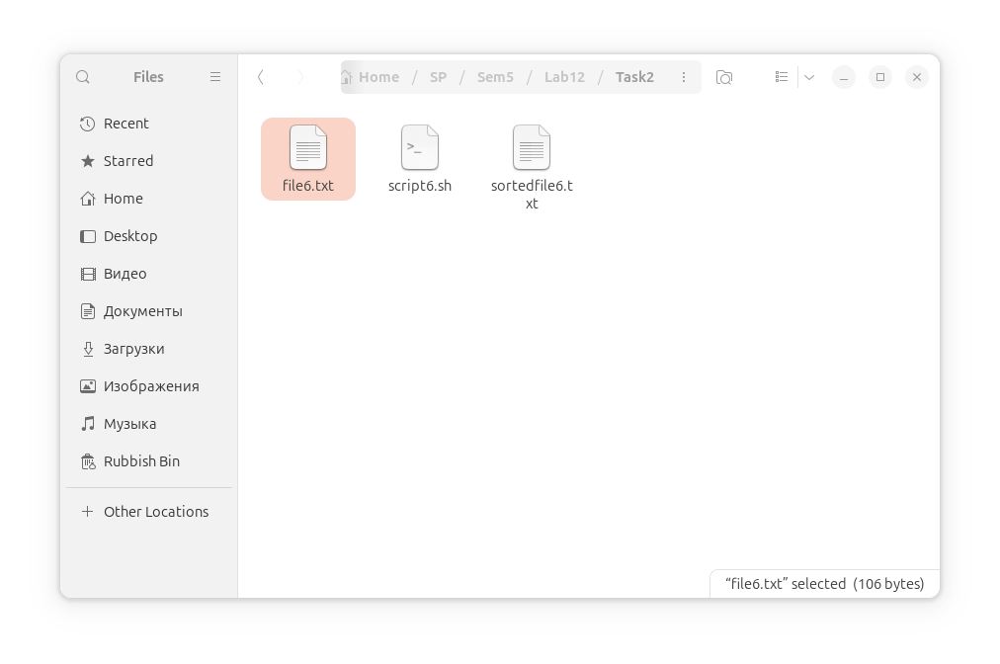 Files
Home / SP / Sem5 / Lab12 / Task2
Recent
Starred
Home
Desktop
Видео
Документы
Загрузки
Изображения
Музыка
Rubbish Bin
Other Locations
file6.txt
>_
script6.sh
sortedfile6.t
xt
“file6.txt” selected (106 bytes)